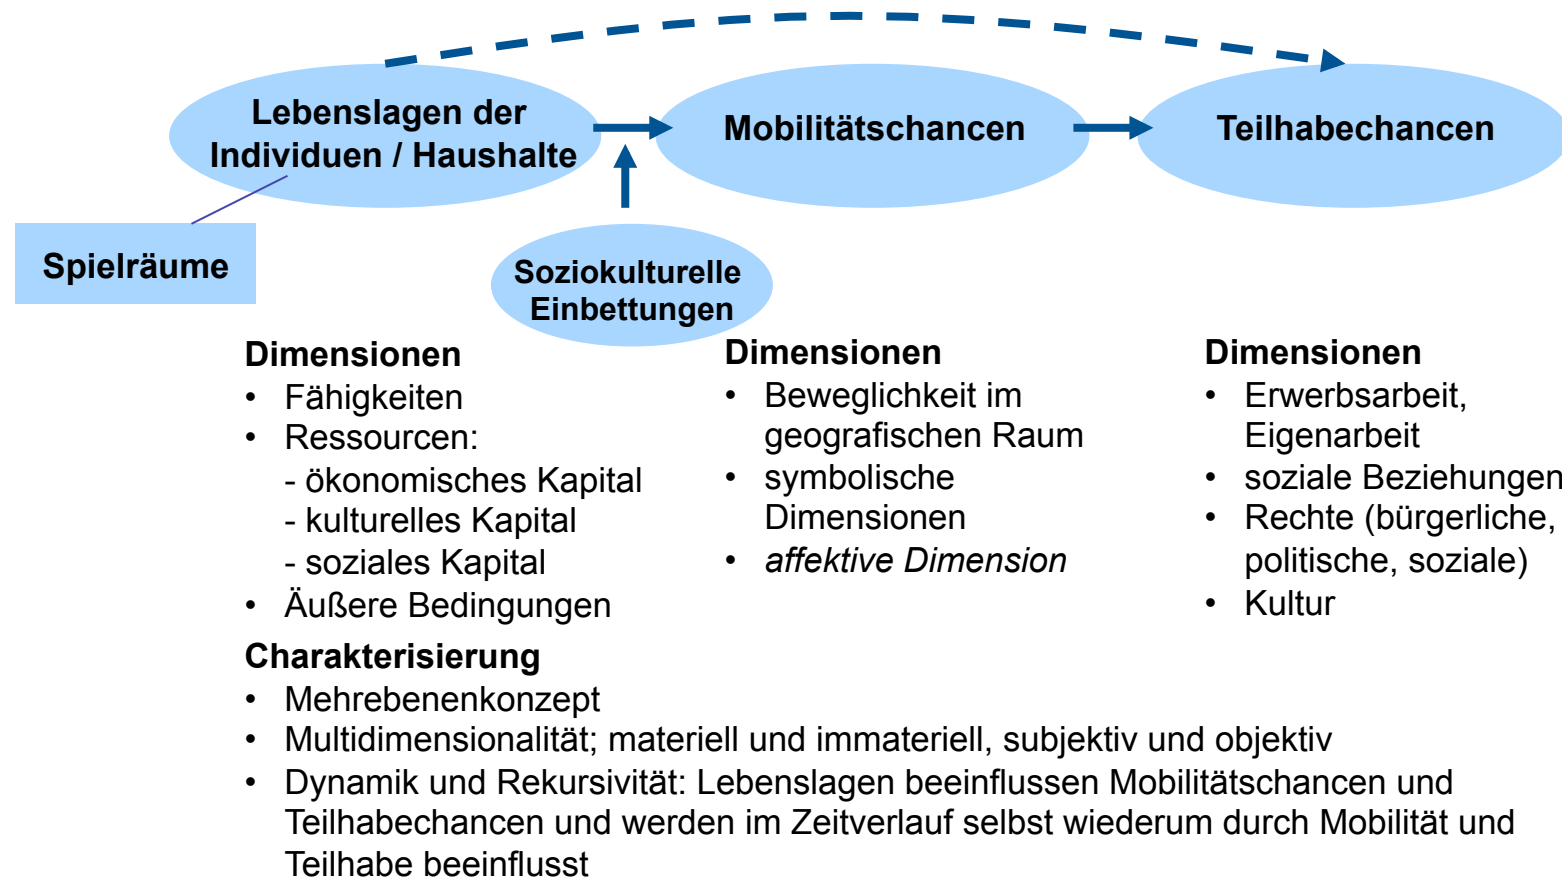 Lebenslagen der
Individuen / Haushalte
Mobilitätschancen
Teilhabechancen
Spielräume
Soziokulturelle
Einbettungen
Dimensionen
• Fähigkeiten
• Ressourcen:
- ökonomisches Kapital
- kulturelles Kapital
- soziales Kapital
• Äußere Bedingungen
Dimensionen
• Beweglichkeit im
geografischen Raum
• symbolische
Dimensionen
• affektive Dimension
Dimensionen
• Erwerbsarbeit,
Eigenarbeit
• soziale Beziehungen
• Rechte (bürgerliche,
politische, soziale)
• Kultur
Charakterisierung
• Mehrebenenkonzept
• Multidimensionalität; materiell und immateriell, subjektiv und objektiv
• Dynamik und Rekursivität: Lebenslagen beeinflussen Mobilitätschancen und
Teilhabechancen und werden im Zeitverlauf selbst wiederum durch Mobilität und
Teilhabe beeinflusst